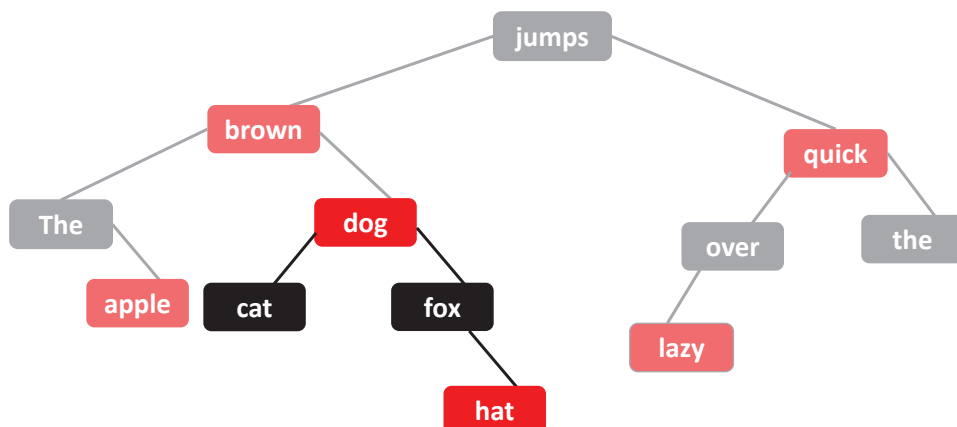 jumps
brown
quick
The
dog
over
the
apple
cat
fox
lazy
hat